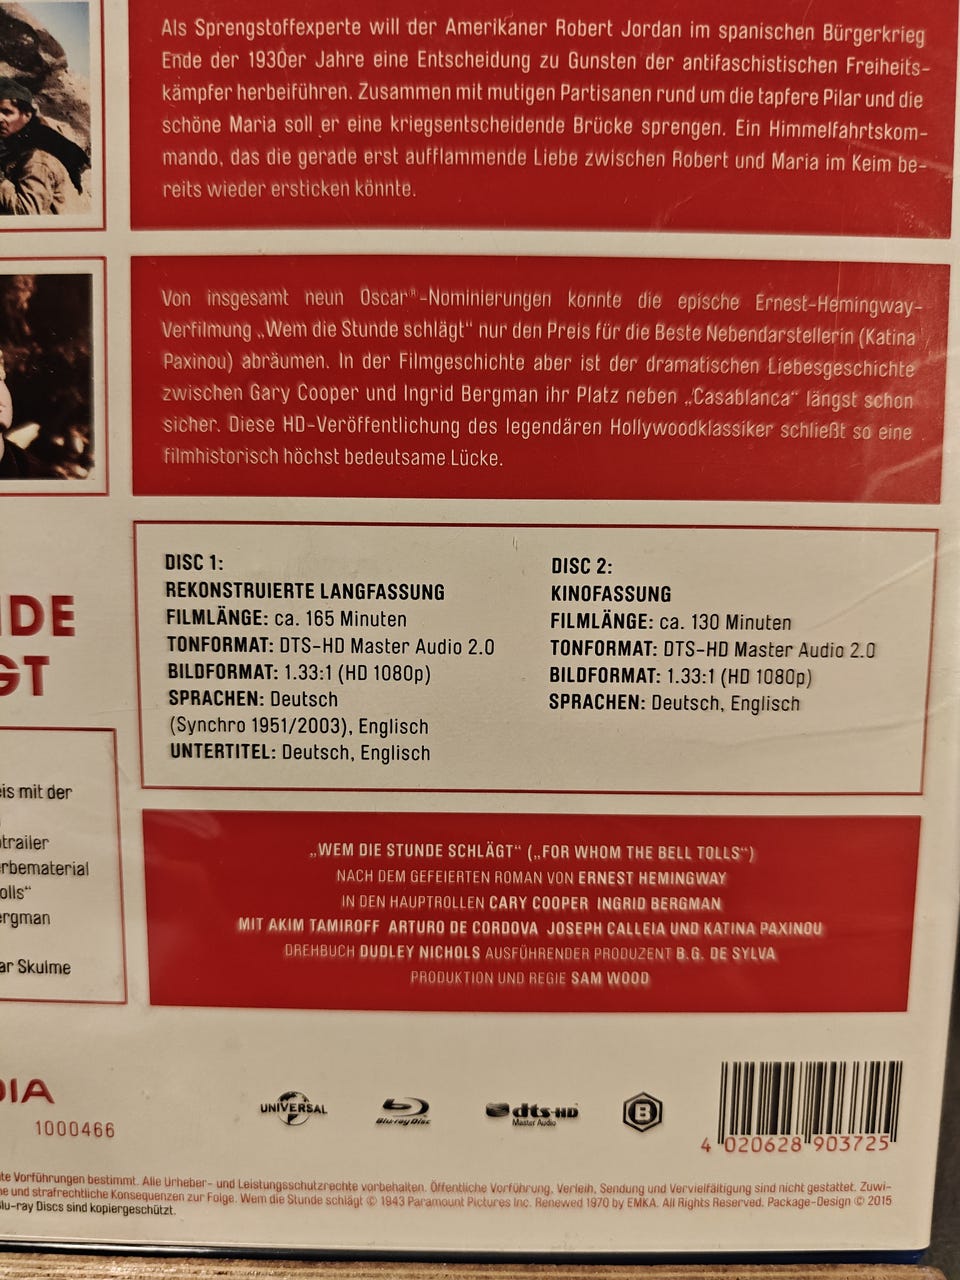 Als Sprengstoffexperte will der Amerikaner Robert Jordan im spanischen Bürgerkrieg
Ende der 1930er Jahre eine Entscheidung zu Gunsten der antifaschistischen Freiheits-
kämpfer herbeiführen. Zusammen mit mutigen Partisanen rund um die tapfere Pilar und die
schöne Maria soll er eine kriegsentscheidende Brücke sprengen. Ein Himmelfahrtskom-
mando, das die gerade erst aufflammende Liebe zwischen Robert und Maria im Keim be-
reits wieder ersticken könnte.
Von insgesamt neun Oscar®-Nominierungen konnte die epische Ernest-Hemingway-
Verfilmung „Wem die Stunde schlägt“ nur den Preis für die Beste Nebendarstellerin (Katina
Paxinou) abräumen. In der Filmgeschichte aber ist der dramatischen Liebesgeschichte
zwischen Gary Cooper und Ingrid Bergman ihr Platz neben „Casablanca“ längst schon
sicher. Diese HD-Veröffentlichung des legendären Hollywoodklassiker schließt so eine
filmhistorisch höchst bedeutsame Lücke.
NDE
GT
DISC 1:
REKONSTRUIERTE LANGFASSUNG
FILMLÄNGE: ca. 165 Minuten
TONFORMAT: DTS-HD Master Audio 2.0
BILDFORMAT: 1.33:1 (HD 1080p)
SPRACHEN: Deutsch
(Synchro 1951/2003), Englisch
UNTERTITEL: Deutsch, Englisch
DISC 2:
KINOFASSUNG
FILMLÄNGE: ca. 130 Minuten
TONFORMAT: DTS-HD Master Audio 2.0
BILDFORMAT: 1.33:1 (HD 1080p)
SPRACHEN: Deutsch, Englisch
eis mit der
otrailer
rbematerial
olls“
ergman
ar Skulme
„WEM DIE STUNDE SCHLÄGT“ („FOR WHOM THE BELL TOLLS“)
NACH DEM GEFEIERTEN ROMAN VON ERNEST HEMINGWAY
IN DEN HAUPTROLLEN CARY COOPER INGRID BERGMAN
MIT AKIM TAMIROFF ARTURO DE CORDOVA JOSEPH CALLEIA UND KATINA PAXINOU
DREHBUCH DUDLEY NICHOLS AUSFÜHRENDER PRODUZENT B.G. DE SYLVA
PRODUKTION UND REGIE SAM WOOD
DIA
1000466
UNIVERSAL
Blu-ray Disc
dts-HD
Master Audio
B
4 020628 903725
te Vorführungen bestimmt. Alle Urheber- und Leistungsschutzrechte vorbehalten. Öffentliche Vorführung, Verleih, Sendung und Vervielfältigung sind nicht gestattet. Zuwi-
he und strafrechtliche Konsequenzen zur Folge. Wem die Stunde schlägt © 1943 Paramount Pictures Inc. Renewed 1970 by EMKA. All Rights Reserved. Package-Design © 2015
Blu-ray Discs sind kopiergeschützt.